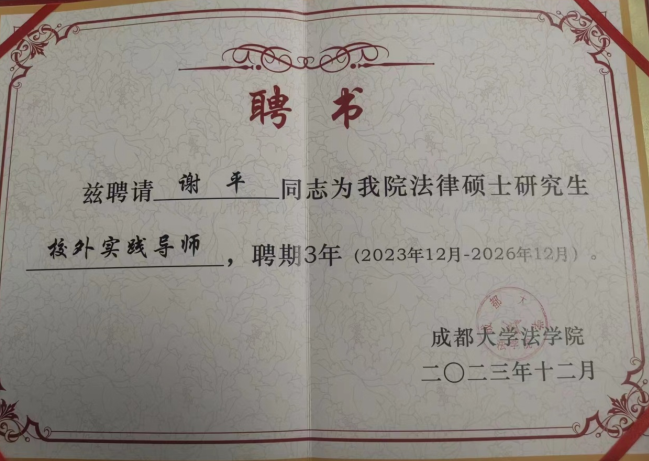 聘书
兹聘请 谢平 同志为我院法律硕士研究生
校外实践导师，聘期3年（2023年12月-2026年12月）。
成都大学法学院
二〇二三年十二月